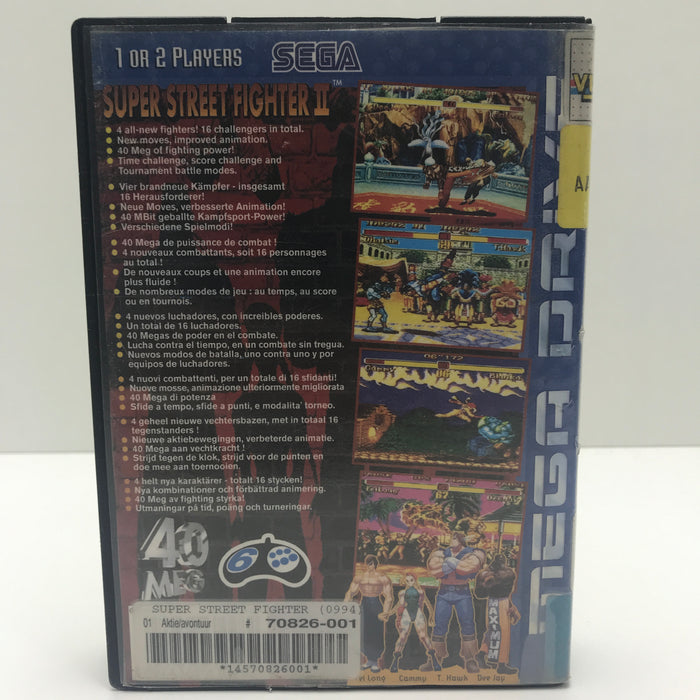 1 OR 2 PLAYERS
SEGA
SUPER STREET FIGHTER II
TM
4 all-new fighters! 16 challengers in total.
New moves, improved animation.
40 Meg of fighting power!
Time challenge, score challenge and
Tournament battle modes.
Vier brandneue Kämpfer - insgesamt
16 Herausforderer!
Neue Moves, verbesserte Animation!
40 MBit geballte Kampfsport-Power!
Verschiedene Spielmodi!
40 Mega de puissance de combat !
4 nouveaux combattants, soit 16 personnages
au total !
De nouveaux coups et une animation encore
plus fluide !
De nombreux modes de jeu : au temps, au score
ou en tournois.
4 nuevos luchadores, con increibles poderes.
Un total de 16 luchadores.
40 Megas de poder en el combate.
Lucha contra el tiempo, en un combate sin tregua.
Nuevos modos de batalla, uno contra uno y por
equipos de luchadores.
4 nuovi combattenti, per un totale di 16 sfidanti!
Nuove mosse, animazione ulteriormente migliorata
40 Mega di potenza
Sfide a tempo, sfide a punti, e modalita' torneo.
4 geheel nieuwe vechtersbazen, met in totaal 16
tegenstanders !
Nieuwe aktiebewegingen, verbeterde animatie.
40 Mega aan vechtkracht !
Strijd tegen de klok, strijd voor de punten en
doe mee aan toernooien.
4 helt nya karaktärer - totalt 16 stycken!
Nya kombinationer och förbättrad animering.
40 Meg av fighting styrka!
Utmaningar på tid, poäng och turneringar.
40
MEG
6
SUPER STREET FIGHTER (0994)
01 Aktie/avontuur # 70826-001
*14570826001*
MAXIMUM
Cammy T. Hawk Dee Jay
MEGA DRIVE